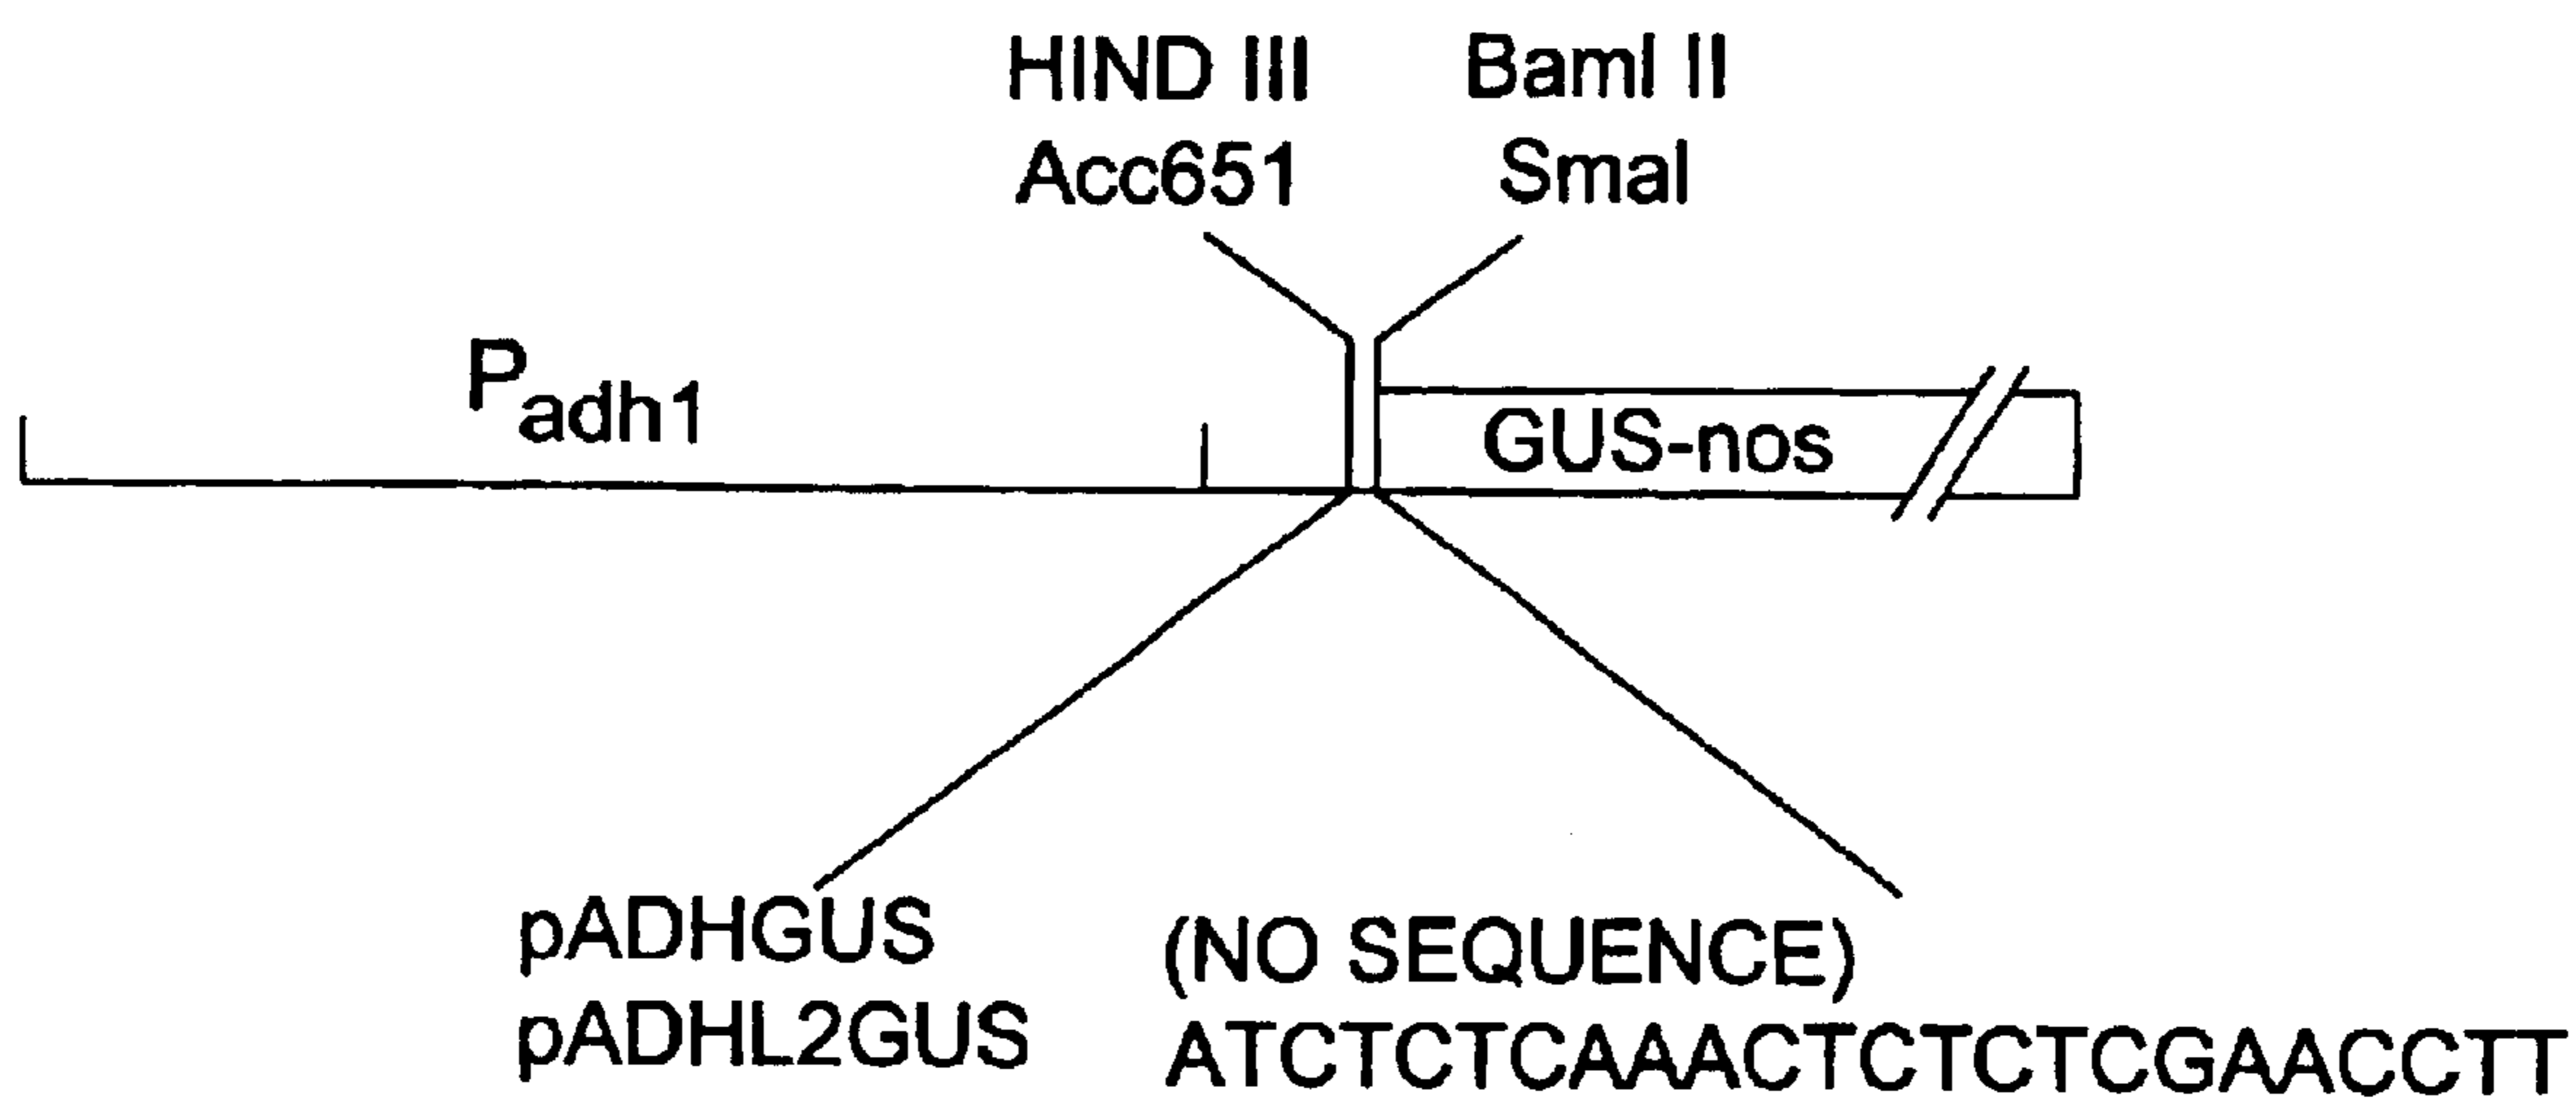 HIND III BamI II
Acc651 SmaI
Padh1
GUS-nos
pADHGUS (NO SEQUENCE)
pADHL2GUS ATCTCTCAAACTCTCTCGAACCTT